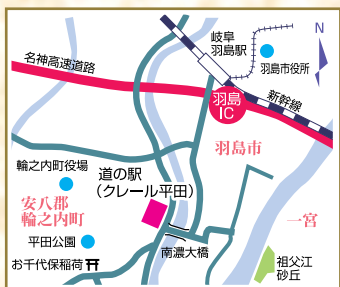 岐阜
羽島駅
N
羽島市役所
名神高速道路
新幹線
羽島
IC
羽島市
輪之内町役場
道の駅
(クレール平田)
安八郡
輪之内町
一宮
平田公園
南濃大橋
お千代保稲荷
祖父江
砂丘